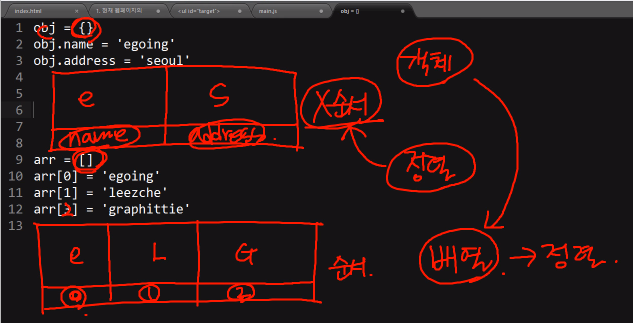 index.html
1. 현재 웹페이지의
<ul id="target">
main.js
obj = {}
1 obj = {}
2 obj.name = 'egoing'
3 obj.address = 'seoul'
4
5
6
7
8
e S
name address
X순서
객체
정렬
9 arr = []
10 arr[0] = 'egoing'
11 arr[1] = 'leezche'
12 arr[2] = 'graphittie'
13
e L G
0 1 2
순서.
배열 → 정렬.